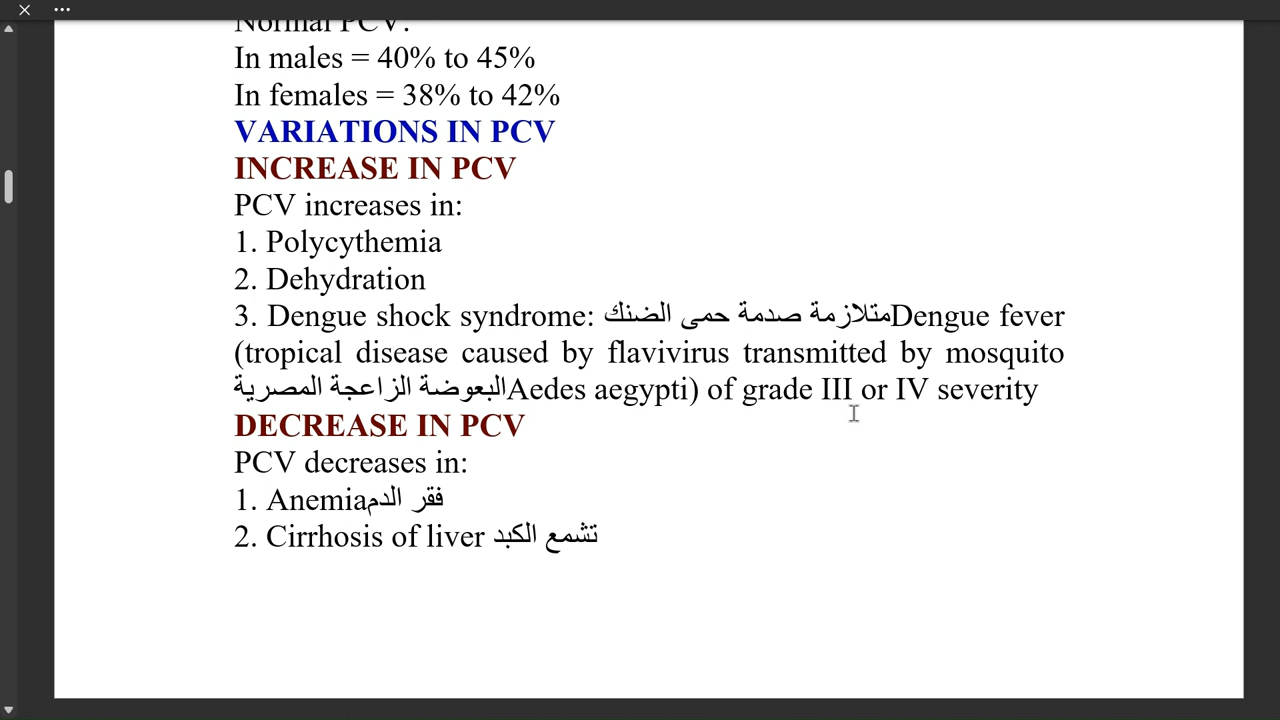 Normal PCV:
In males = 40% to 45%
In females = 38% to 42%
VARIATIONS IN PCV
INCREASE IN PCV
PCV increases in:
1. Polycythemia
2. Dehydration
3. Dengue shock syndrome: متلازمة صدمة حمى الضنكDengue fever
(tropical disease caused by flavivirus transmitted by mosquito
البعوضة الزاعجة المصريةAedes aegypti) of grade III or IV severity
DECREASE IN PCV
PCV decreases in:
1. Anemiaفقر الدم
2. Cirrhosis of liver تشمع الكبد